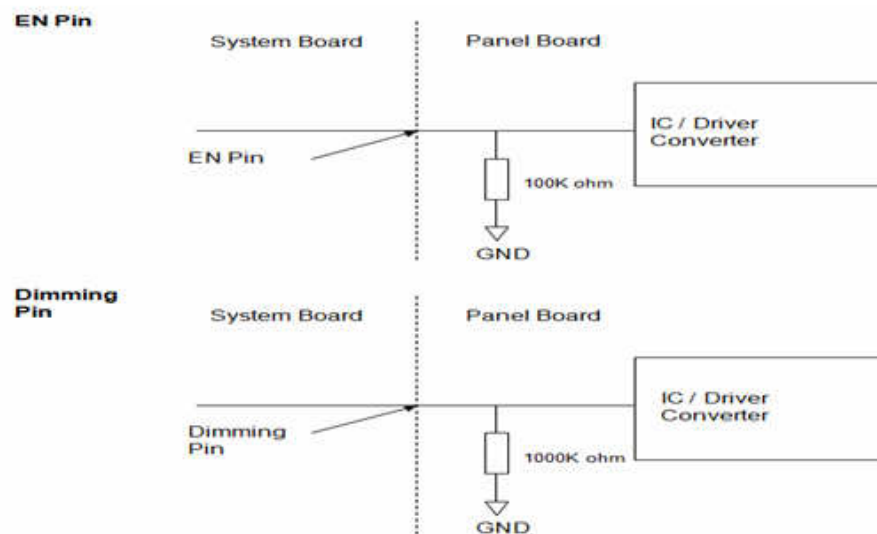 EN Pin
System Board
Panel Board
IC / Driver
Converter
EN Pin
100K ohm
GND
Dimming
Pin
System Board
Panel Board
IC / Driver
Converter
Dimming
Pin
1000K ohm
GND